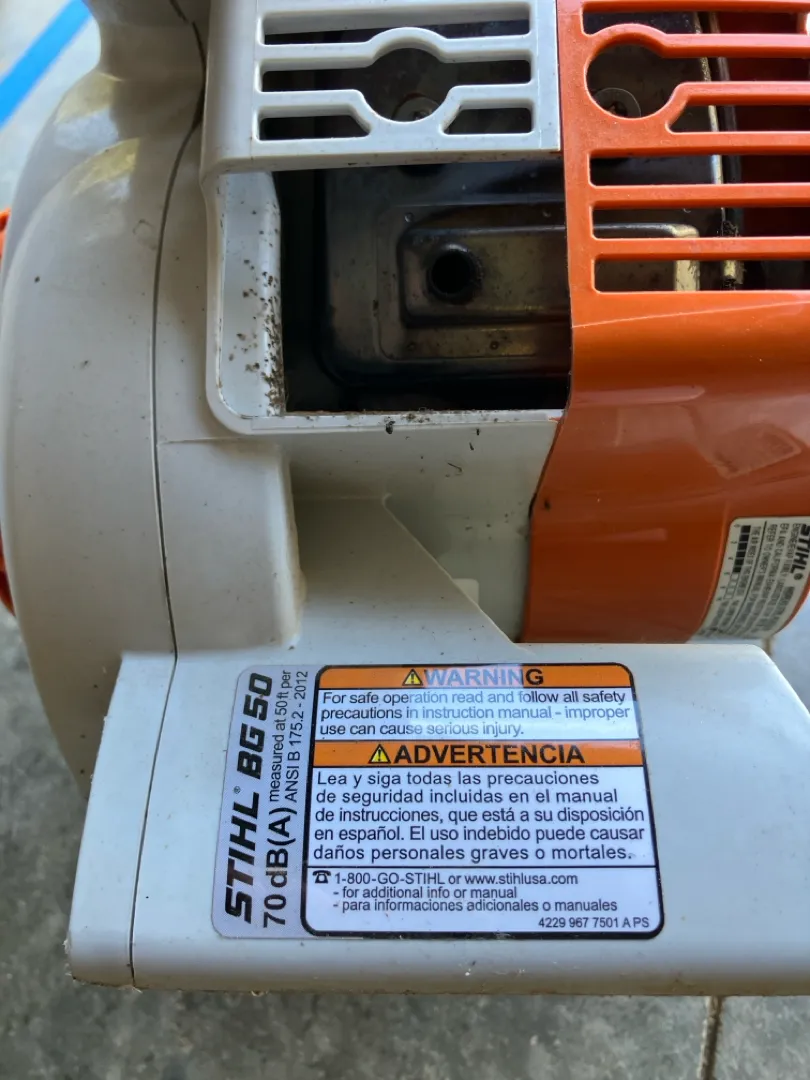 STIHL® BG 50
70 dB(A) measured at 50 ft per
ANSI B 175.2 - 2012
WARNING
For safe operation read and follow all safety
precautions in instruction manual - improper
use can cause serious injury.
ADVERTENCIA
Lea y siga todas las precauciones
de seguridad incluidas en el manual
de instrucciones, que está a su disposición
en español. El uso indebido puede causar
daños personales graves o mortales.
1-800-GO-STIHL or www.stihlusa.com
- for additional info or manual
- para informaciones adicionales o manuales
4229 967 7501 A PS
STIHL®